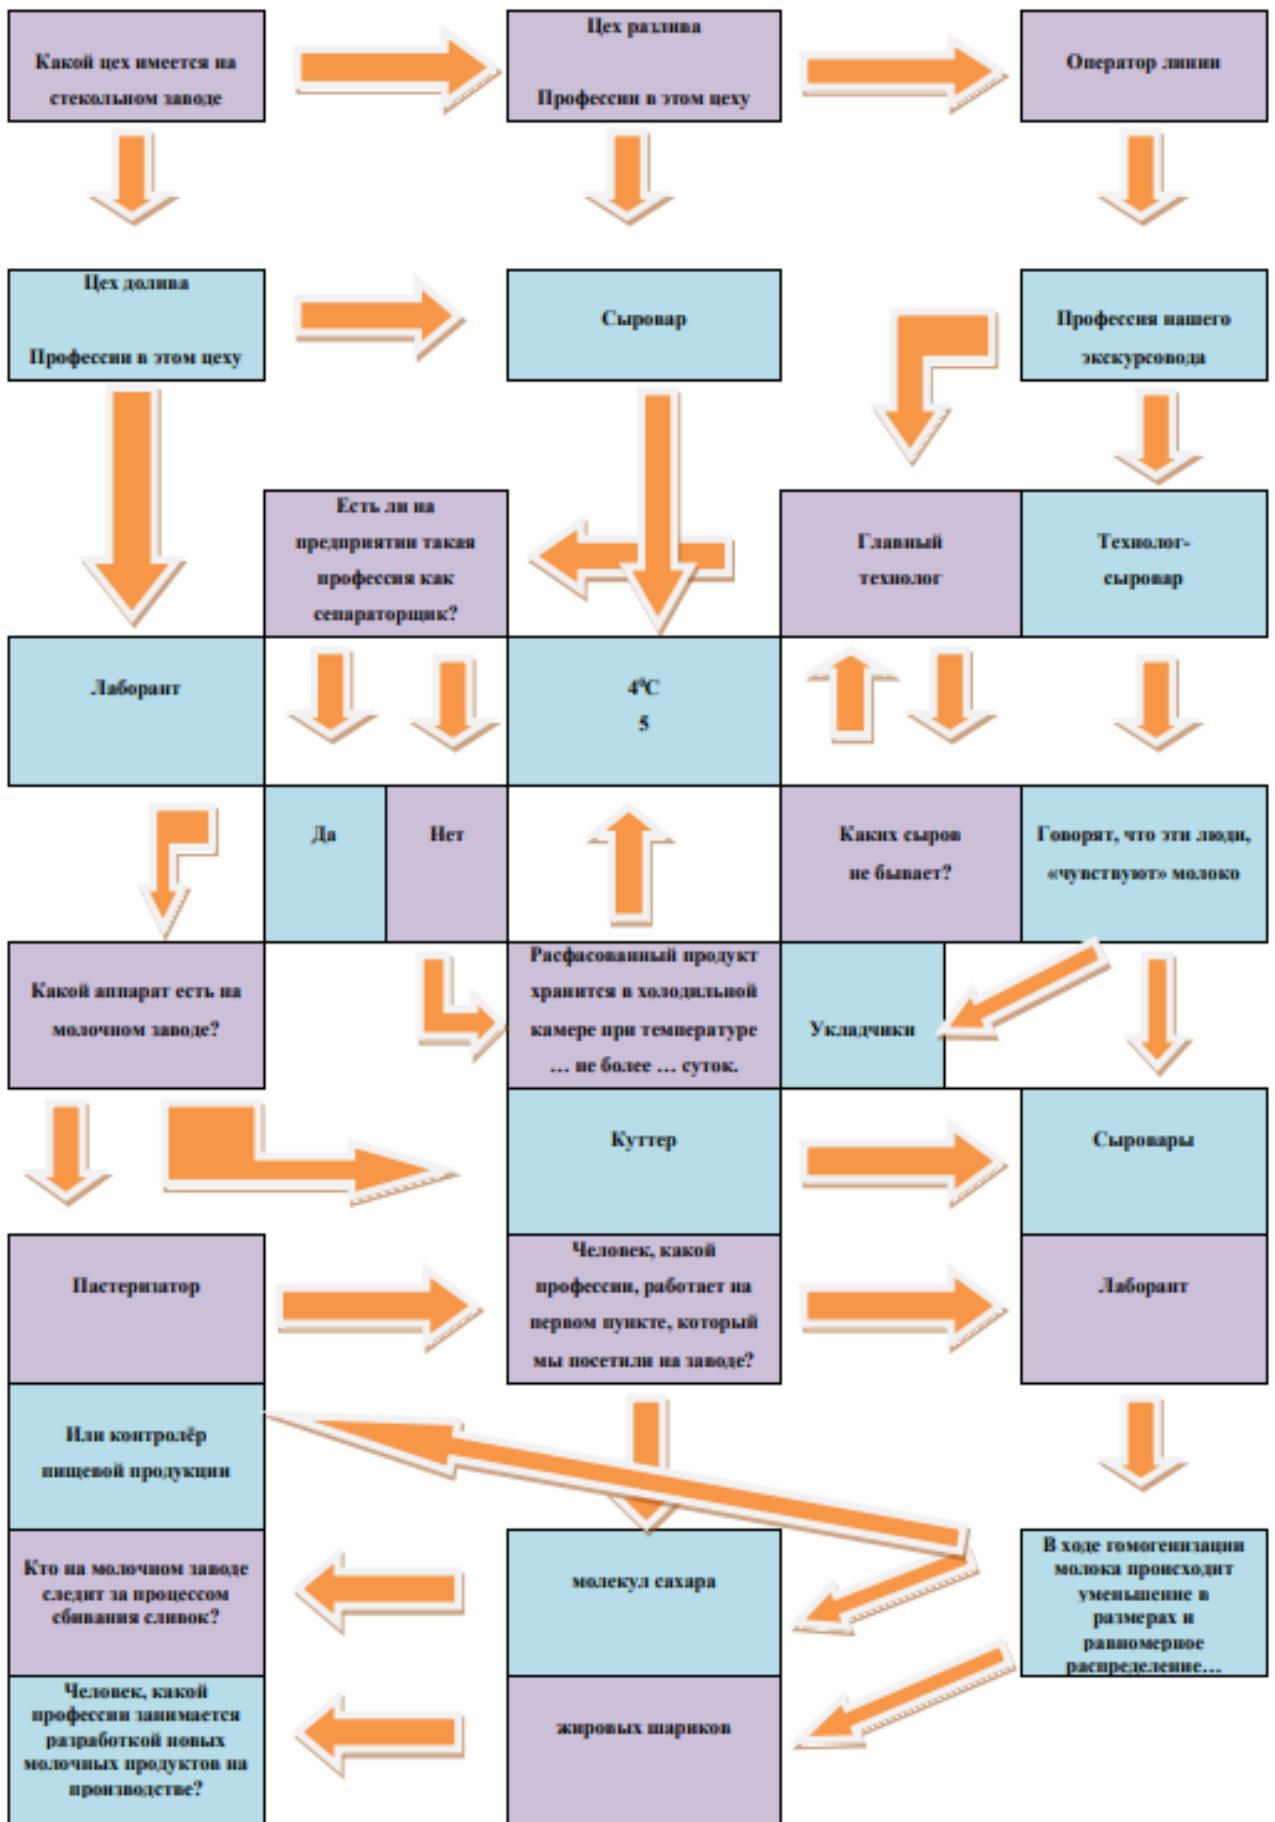 Какой цех имеется на
стекольном заводе
Цех разлива
Профессии в этом цеху
Оператор линии
Цех долива
Профессии в этом цеху
Сыровар
Профессия нашего
экскурсовода
Есть ли на
предприятии такая
профессия как
сепараторщик?
Главный
технолог
Технолог-
сыровар
Лаборант
4⁰С
5
Да
Нет
Каких сыров
не бывает?
Говорят, что эти люди,
«чувствуют» молоко
Какой аппарат есть на
молочном заводе?
Расфасованный продукт
хранится в холодильной
камере при температуре
… не более … суток.
Укладчики
Куттер
Сыровары
Пастеризатор
Человек, какой
профессии, работает на
первом пункте, который
мы посетили на заводе?
Лаборант
Или контролёр
пищевой продукции
Кто на молочном заводе
следит за процессом
сбивания сливок?
молекул сахара
В ходе гомогенизации
молока происходит
уменьшение в
размерах и
равномерное
распределение…
Человек, какой
профессии занимается
разработкой новых
молочных продуктов на
производстве?
жировых шариков